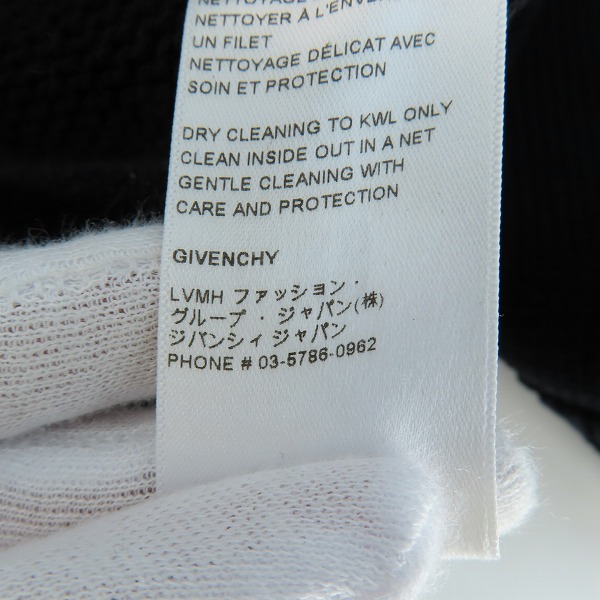 NETTOYAGE
NETTOYER À L'ENVERS
UN FILET
NETTOYAGE DÉLICAT AVEC
SOIN ET PROTECTION
DRY CLEANING TO KWL ONLY
CLEAN INSIDE OUT IN A NET
GENTLE CLEANING WITH
CARE AND PROTECTION
GIVENCHY
LVMH ファッション・
グループ・ジャパン(株)
ジバンシィ ジャパン
PHONE # 03-5786-0962